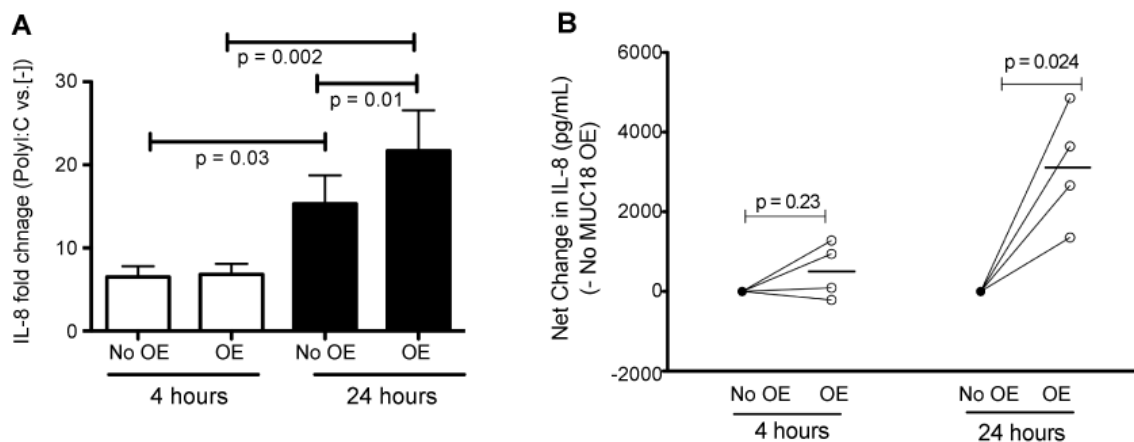 A
IL-8 fold chnage (PolyI:C vs.[-])
30
20
10
0
p = 0.002
p = 0.01
p = 0.03
No OE OE No OE OE
4 hours 24 hours
B
Net Change in IL-8 (pg/mL)
(- No MUC18 OE)
6000
4000
2000
0
-2000
p = 0.024
p = 0.23
No OE OE No OE OE
4 hours 24 hours